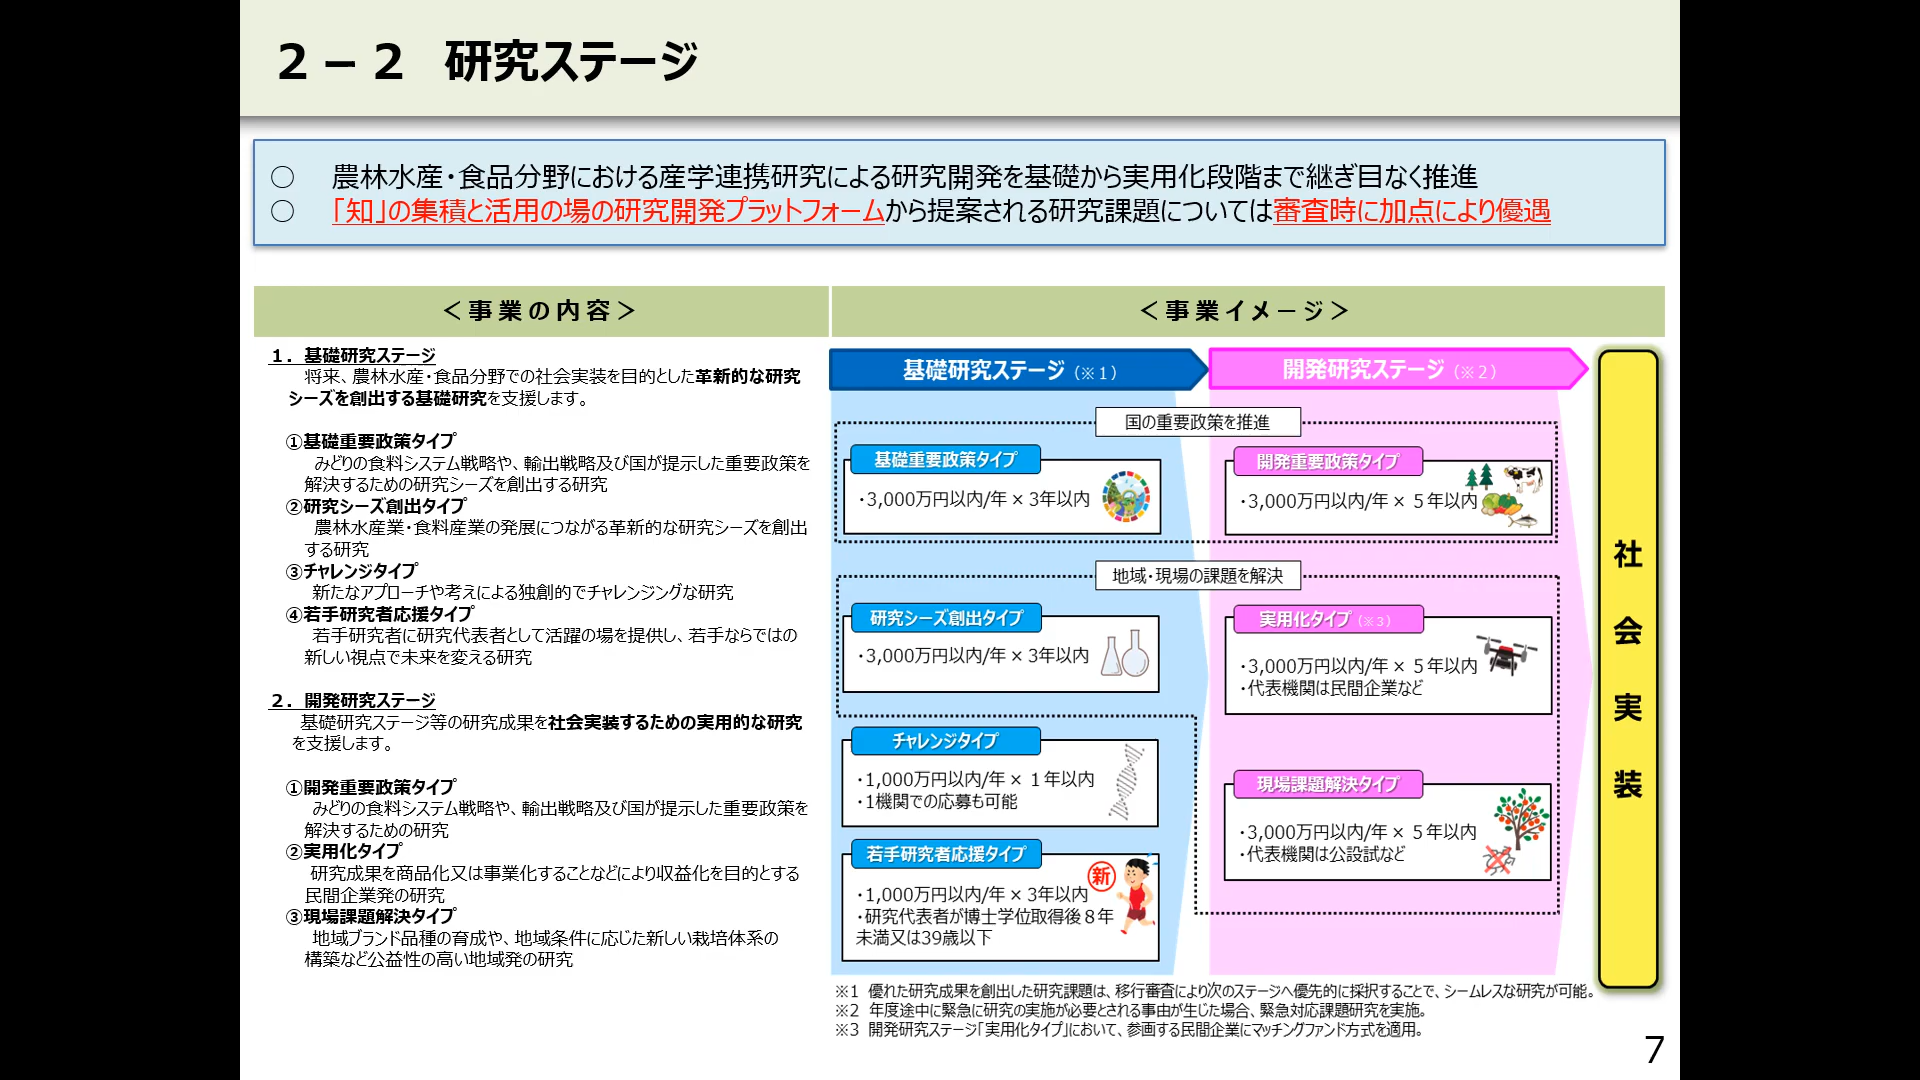 ２－２ 研究ステージ
○ 農林水産・食品分野における産学連携研究による研究開発を基礎から実用化段階まで継ぎ目なく推進
○ 「知」の集積と活用の場の研究開発プラットフォームから提案される研究課題については審査時に加点により優遇
＜事業の内容＞
１．基礎研究ステージ
将来、農林水産・食品分野での社会実装を目的とした革新的な研究
シーズを創出する基礎研究を支援します。
①基礎重要政策タイプ
みどりの食料システム戦略や、輸出戦略及び国が提示した重要政策を
解決するための研究シーズを創出する研究
②研究シーズ創出タイプ
農林水産業・食料産業の発展につながる革新的な研究シーズを創出
する研究
③チャレンジタイプ
新たなアプローチや考えによる独創的でチャレンジングな研究
④若手研究者応援タイプ
若手研究者に研究代表者として活躍の場を提供し、若手ならではの
新しい視点で未来を変える研究
２．開発研究ステージ
基礎研究ステージ等の研究成果を社会実装するための実用的な研究
を支援します。
①開発重要政策タイプ
みどりの食料システム戦略や、輸出戦略及び国が提示した重要政策を
解決するための研究
②実用化タイプ
研究成果を商品化又は事業化することなどにより収益化を目的とする
民間企業発の研究
③現場課題解決タイプ
地域ブランド品種の育成や、地域条件に応じた新しい栽培体系の
構築など公益性の高い地域発の研究
＜事業イメージ＞
基礎研究ステージ（※１）
開発研究ステージ（※２）
国の重要政策を推進
基礎重要政策タイプ
・3,000万円以内/年 × 3年以内
開発重要政策タイプ
・3,000万円以内/年 × ５年以内
地域・現場の課題を解決
研究シーズ創出タイプ
・3,000万円以内/年 × 3年以内
実用化タイプ（※３）
・3,000万円以内/年 × ５年以内
・代表機関は民間企業など
チャレンジタイプ
・1,000万円以内/年 × １年以内
・1機関での応募も可能
現場課題解決タイプ
・3,000万円以内/年 × ５年以内
・代表機関は公設試など
若手研究者応援タイプ
新
・1,000万円以内/年 × 3年以内
・研究代表者が博士学位取得後８年
未満又は39歳以下
社会実装
※1 優れた研究成果を創出した研究課題は、移行審査により次のステージへ優先的に採択することで、シームレスな研究が可能。
※2 年度途中に緊急に研究の実施が必要とされる事由が生じた場合、緊急対応課題研究を実施。
※3 開発研究ステージ「実用化タイプ」において、参画する民間企業にマッチングファンド方式を適用。
7